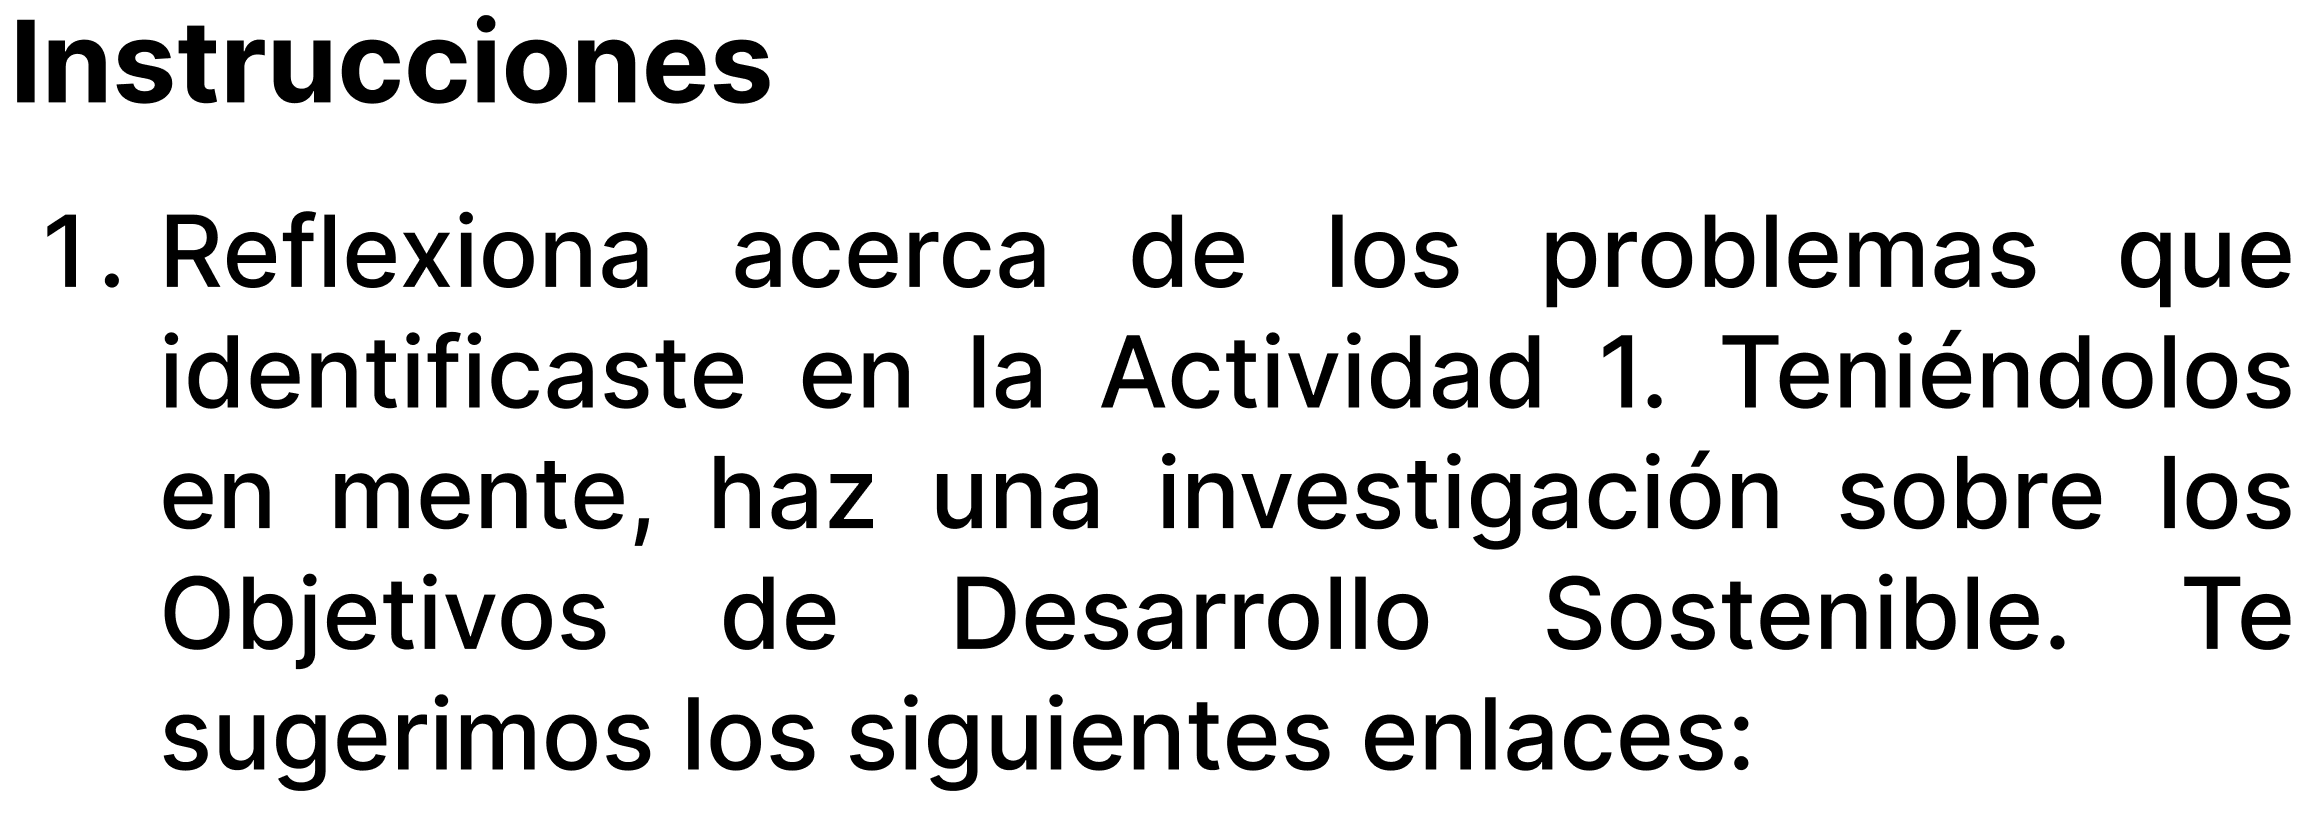 Instrucciones
1. Reflexiona acerca de los problemas que
identificaste en la Actividad 1. Teniéndolos
en mente, haz una investigación sobre los
Objetivos de Desarrollo Sostenible. Te
sugerimos los siguientes enlaces: